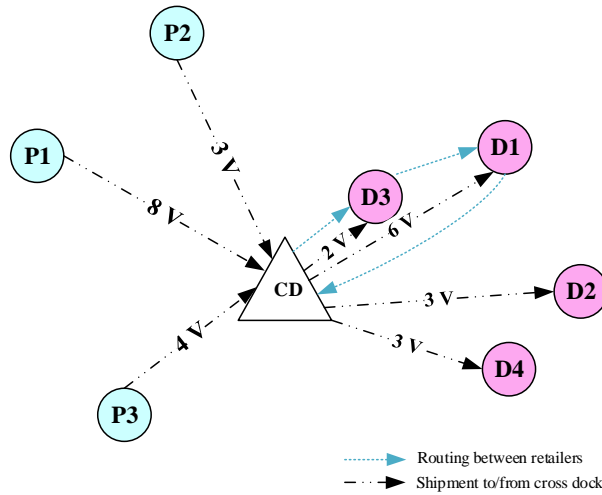 P2
P1
D1
3 V
D3
8 V
6 V
2 V
CD
D2
3 V
4 V
3 V
D4
P3
Routing between retailers
Shipment to/from cross dock